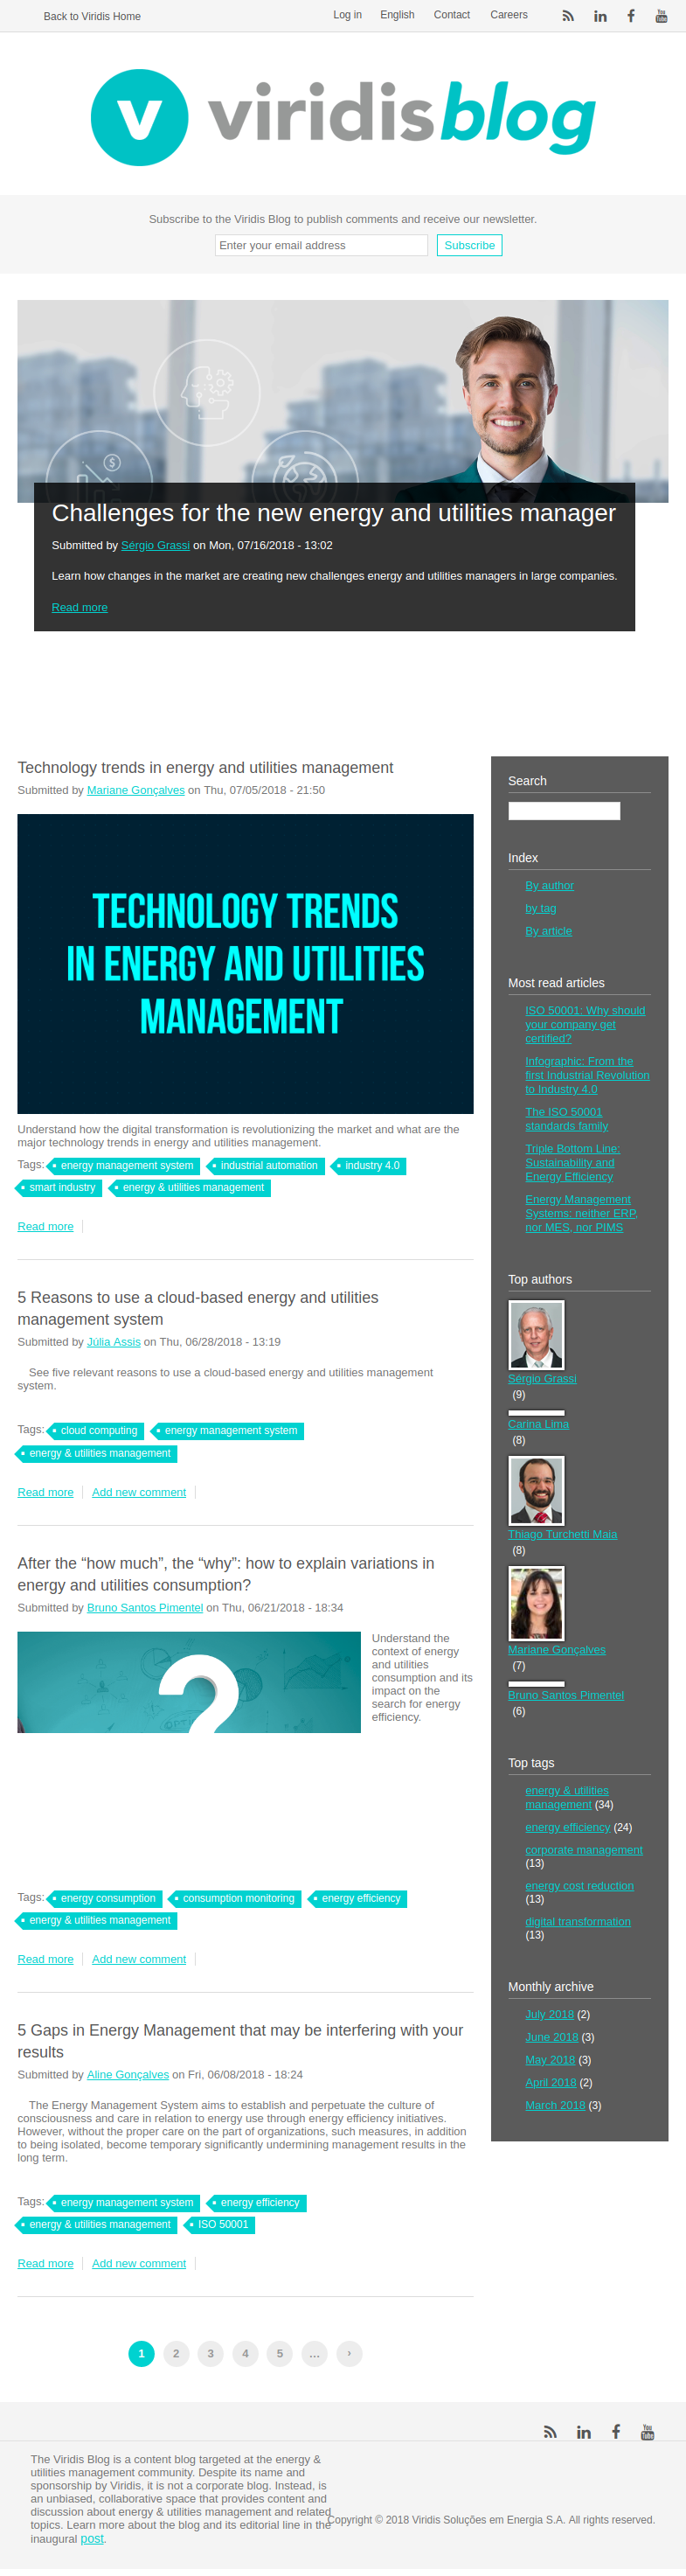 Back to Viridis Home
Log in English Contact Careers
You Tube
v viridisblog
Subscribe to the Viridis Blog to publish comments and receive our newsletter.
Enter your email address Subscribe
Challenges for the new energy and utilities manager
Submitted by Sérgio Grassi on Mon, 07/16/2018 - 13:02
Learn how changes in the market are creating new challenges energy and utilities managers in large companies.
Read more
Technology trends in energy and utilities management
Submitted by Mariane Gonçalves on Thu, 07/05/2018 - 21:50
TECHNOLOGY TRENDS
IN ENERGY AND UTILITIES
MANAGEMENT
Understand how the digital transformation is revolutionizing the market and what are the
major technology trends in energy and utilities management.
Tags: energy management system industrial automation industry 4.0
smart industry energy & utilities management
Read more
5 Reasons to use a cloud-based energy and utilities
management system
Submitted by Júlia Assis on Thu, 06/28/2018 - 13:19
See five relevant reasons to use a cloud-based energy and utilities management
system.
Tags: cloud computing energy management system
energy & utilities management
Read more Add new comment
After the “how much”, the “why”: how to explain variations in
energy and utilities consumption?
Submitted by Bruno Santos Pimentel on Thu, 06/21/2018 - 18:34
?
Understand the
context of energy
and utilities
consumption and its
impact on the
search for energy
efficiency.
Tags: energy consumption consumption monitoring energy efficiency
energy & utilities management
Read more Add new comment
5 Gaps in Energy Management that may be interfering with your
results
Submitted by Aline Gonçalves on Fri, 06/08/2018 - 18:24
The Energy Management System aims to establish and perpetuate the culture of
consciousness and care in relation to energy use through energy efficiency initiatives.
However, without the proper care on the part of organizations, such measures, in addition
to being isolated, become temporary significantly undermining management results in the
long term.
Tags: energy management system energy efficiency
energy & utilities management ISO 50001
Read more Add new comment
1 2 3 4 5 ... ›
Search
Index
By author
by tag
By article
Most read articles
ISO 50001: Why should
your company get
certified?
Infographic: From the
first Industrial Revolution
to Industry 4.0
The ISO 50001
standards family
Triple Bottom Line:
Sustainability and
Energy Efficiency
Energy Management
Systems: neither ERP,
nor MES, nor PIMS
Top authors
Sérgio Grassi
(9)
Carina Lima
(8)
Thiago Turchetti Maia
(8)
Mariane Gonçalves
(7)
Bruno Santos Pimentel
(6)
Top tags
energy & utilities
management (34)
energy efficiency (24)
corporate management
(13)
energy cost reduction
(13)
digital transformation
(13)
Monthly archive
July 2018 (2)
June 2018 (3)
May 2018 (3)
April 2018 (2)
March 2018 (3)
You Tube
The Viridis Blog is a content blog targeted at the energy &
utilities management community. Despite its name and
sponsorship by Viridis, it is not a corporate blog. Instead, is
an unbiased, collaborative space that provides content and
discussion about energy & utilities management and related
topics. Learn more about the blog and its editorial line in the
inaugural post.
Copyright © 2018 Viridis Soluções em Energia S.A. All rights reserved.